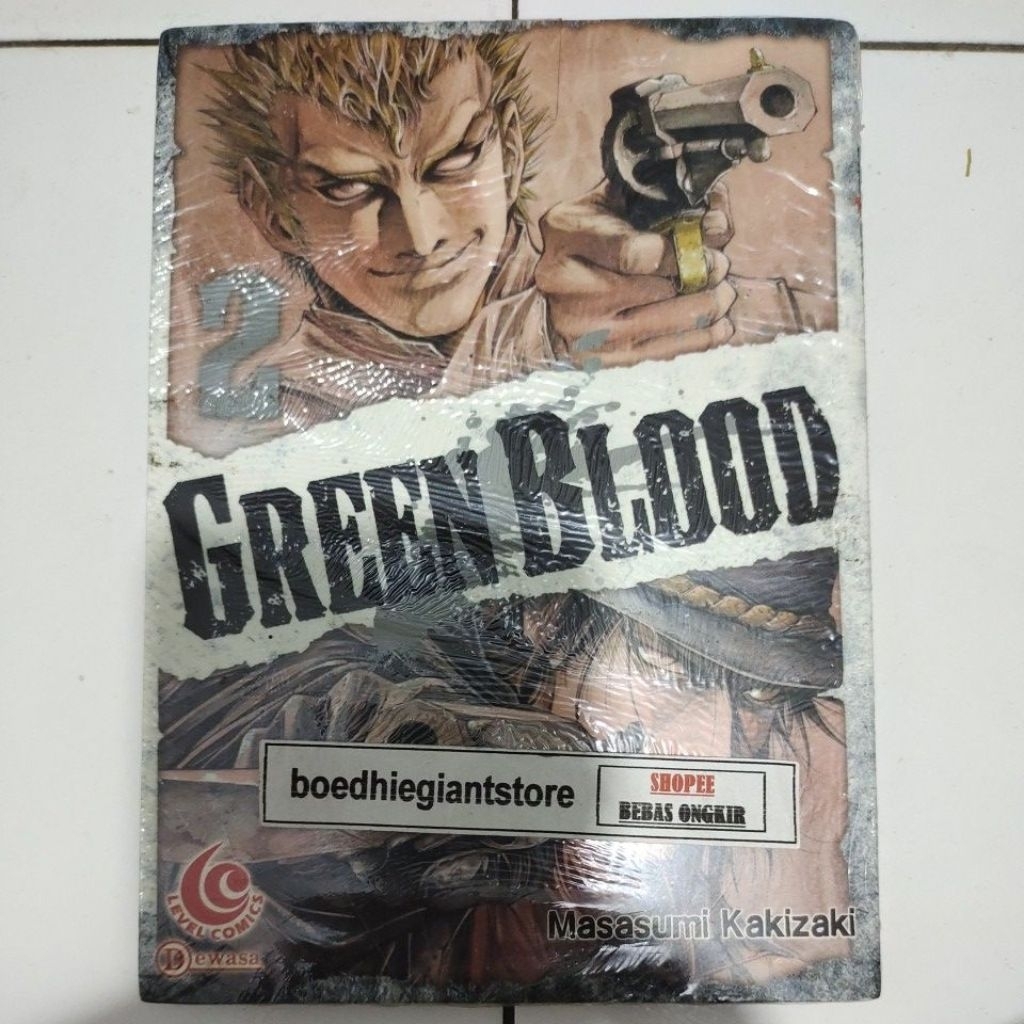 2
GREEN BLOOD
boedhiegiantstore
SHOPEE
BEBAS ONGKIR
LEVEL COMICS
Dewasa
Masasumi Kakizaki